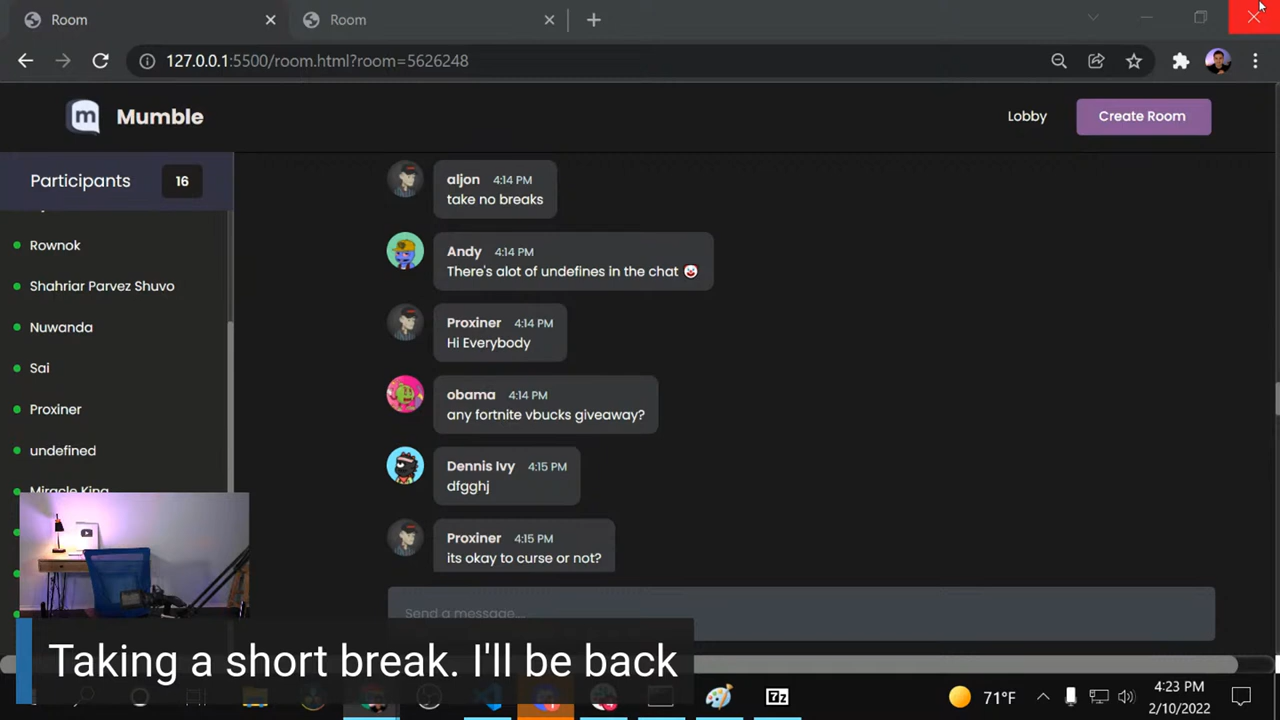 Room
Room
127.0.0.1:5500/room.html?room=5626248
m
Mumble
Lobby
Create Room
Participants
16
Rownok
Shahriar Parvez Shuvo
Nuwanda
Sai
Proxiner
undefined
Miracle King
aljon 4:14 PM
take no breaks
Andy 4:14 PM
There's alot of undefines in the chat 🤡
Proxiner 4:14 PM
Hi Everybody
obama 4:14 PM
any fortnite vbucks giveaway?
Dennis Ivy 4:15 PM
dfgghj
Proxiner 4:15 PM
its okay to curse or not?
Send a message...
Taking a short break. I'll be back
7z
71°F
4:23 PM
2/10/2022